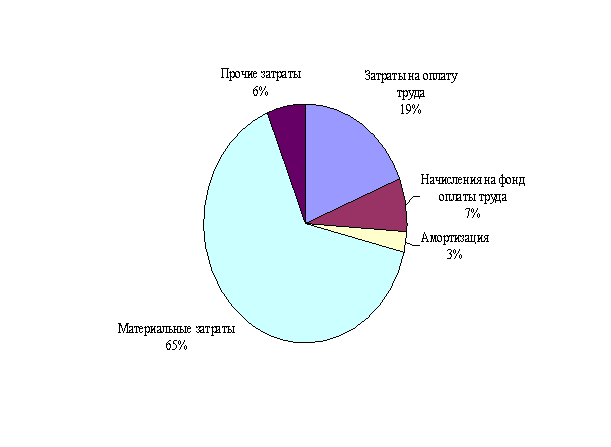 Прочие затраты
6%
Затраты на оплату
труда
19%
Начисления на фонд
оплаты труда
7%
Амортизация
3%
Материальные затраты
65%